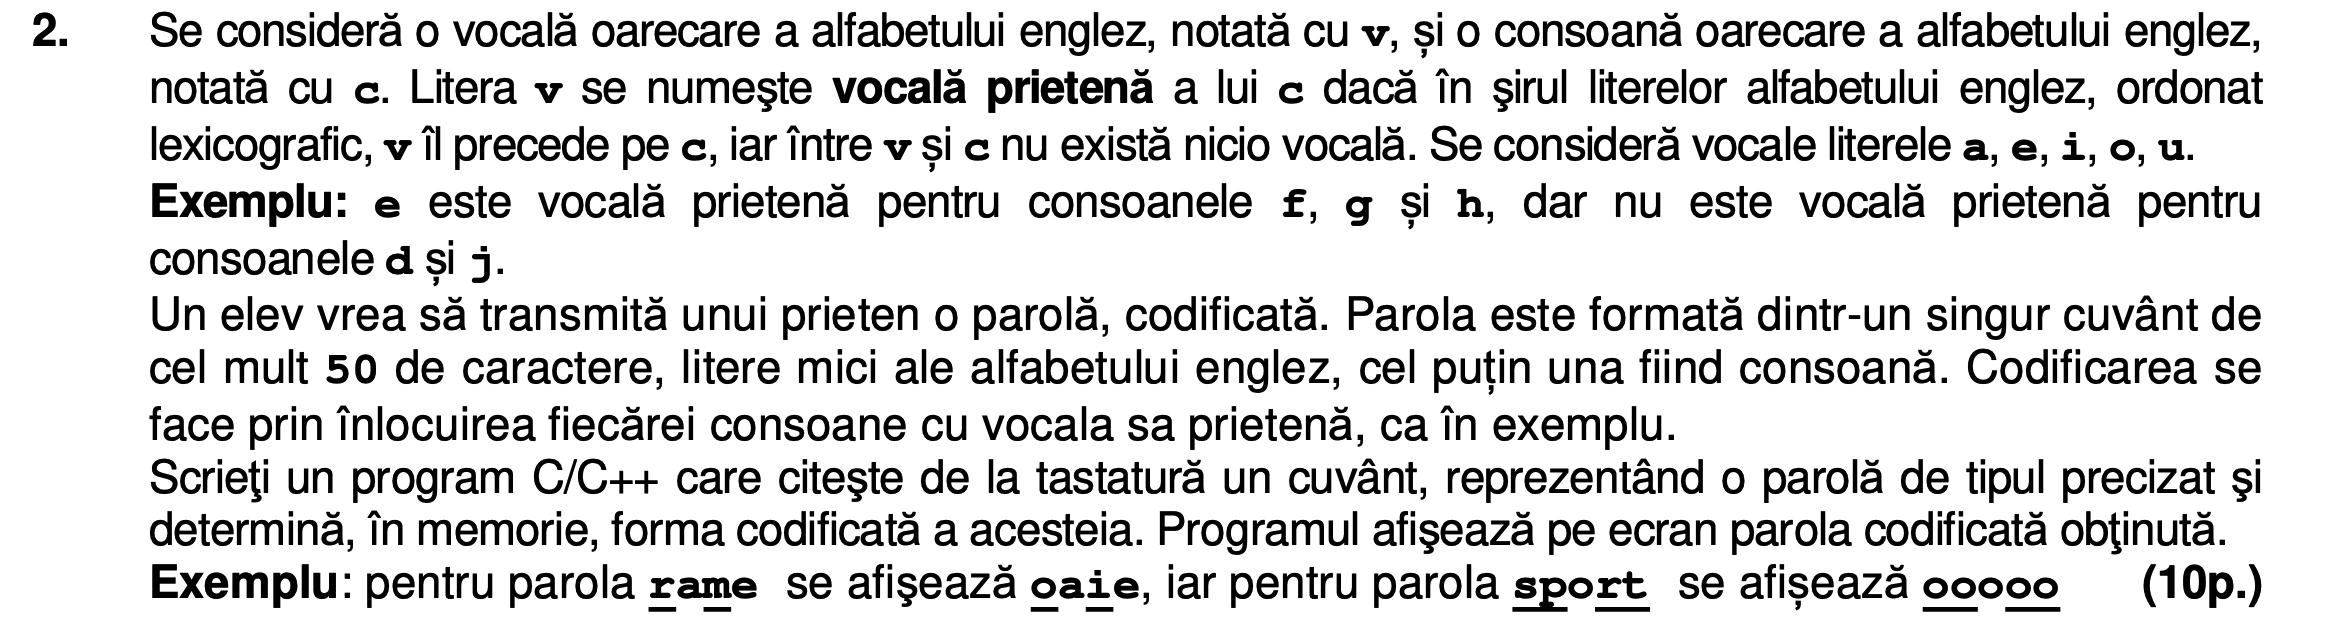 2. Se consideră o vocală oarecare a alfabetului englez, notată cu v, și o consoană oarecare a alfabetului englez,
notată cu c. Litera v se numeşte vocală prietenă a lui c dacă în şirul literelor alfabetului englez, ordonat
lexicografic, v îl precede pe c, iar între v și c nu există nicio vocală. Se consideră vocale literele a, e, i, o, u.
Exemplu: e este vocală prietenă pentru consoanele f, g și h, dar nu este vocală prietenă pentru
consoanele d și j.
Un elev vrea să transmită unui prieten o parolă, codificată. Parola este formată dintr-un singur cuvânt de
cel mult 50 de caractere, litere mici ale alfabetului englez, cel puțin una fiind consoană. Codificarea se
face prin înlocuirea fiecărei consoane cu vocala sa prietenă, ca în exemplu.
Scrieţi un program C/C++ care citeşte de la tastatură un cuvânt, reprezentând o parolă de tipul precizat şi
determină, în memorie, forma codificată a acesteia. Programul afişează pe ecran parola codificată obţinută.
Exemplu: pentru parola rame se afişează oaie, iar pentru parola sport se afișează ooooo (10p.)